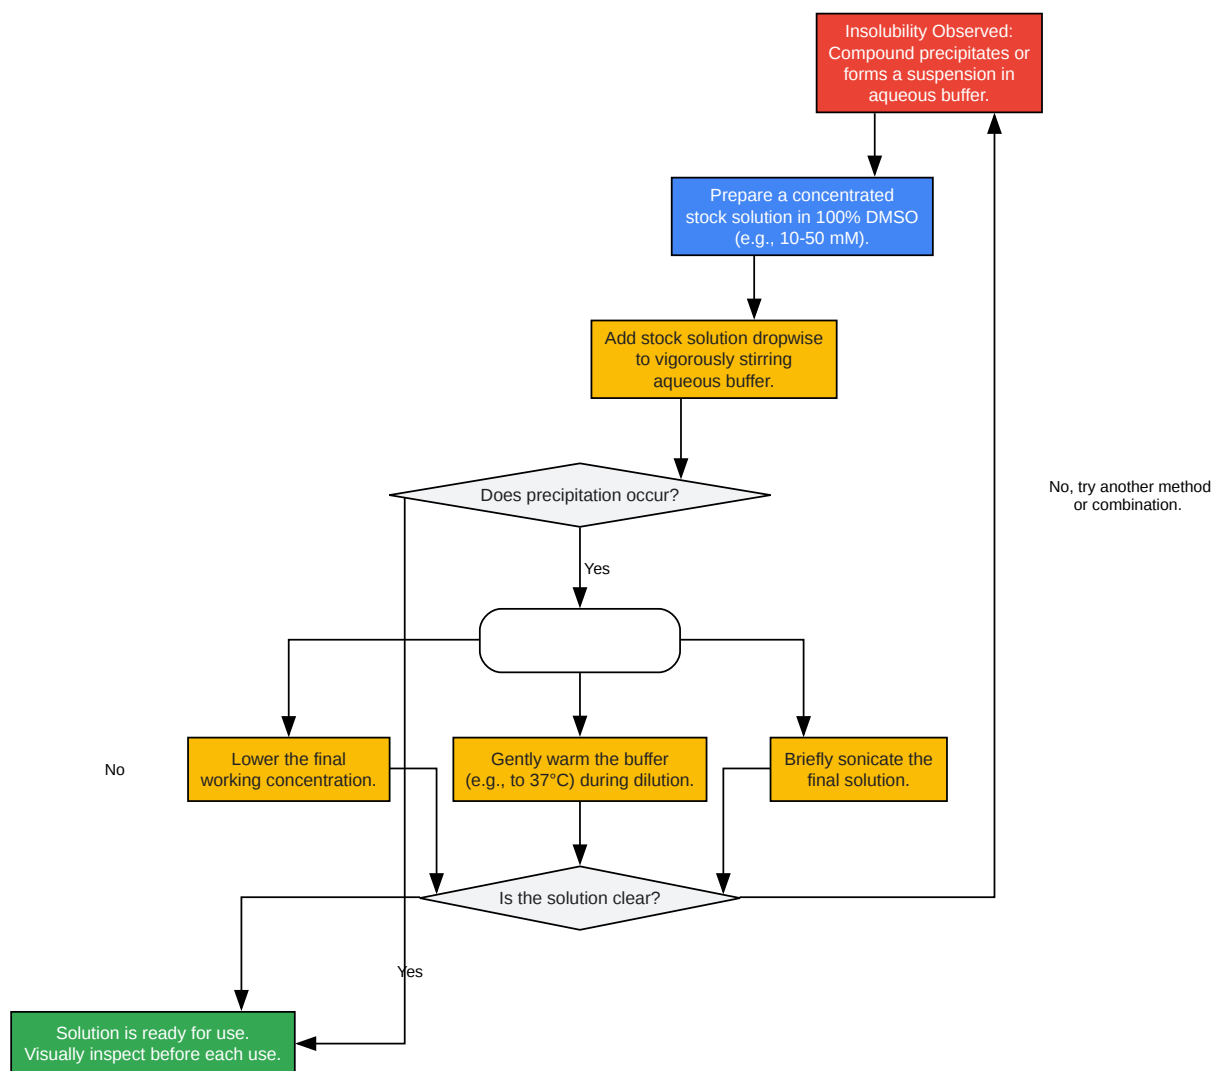 Insolubility Observed:
Compound precipitates or
forms a suspension in
aqueous buffer.
Prepare a concentrated
stock solution in 100% DMSO
(e.g., 10-50 mM).
Add stock solution dropwise
to vigorously stirring
aqueous buffer.
Does precipitation occur?
No, try another method
or combination.
Yes
Lower the final
working concentration.
Gently warm the buffer
(e.g., to 37°C) during dilution.
Briefly sonicate the
final solution.
No
Is the solution clear?
Yes
Solution is ready for use.
Visually inspect before each use.